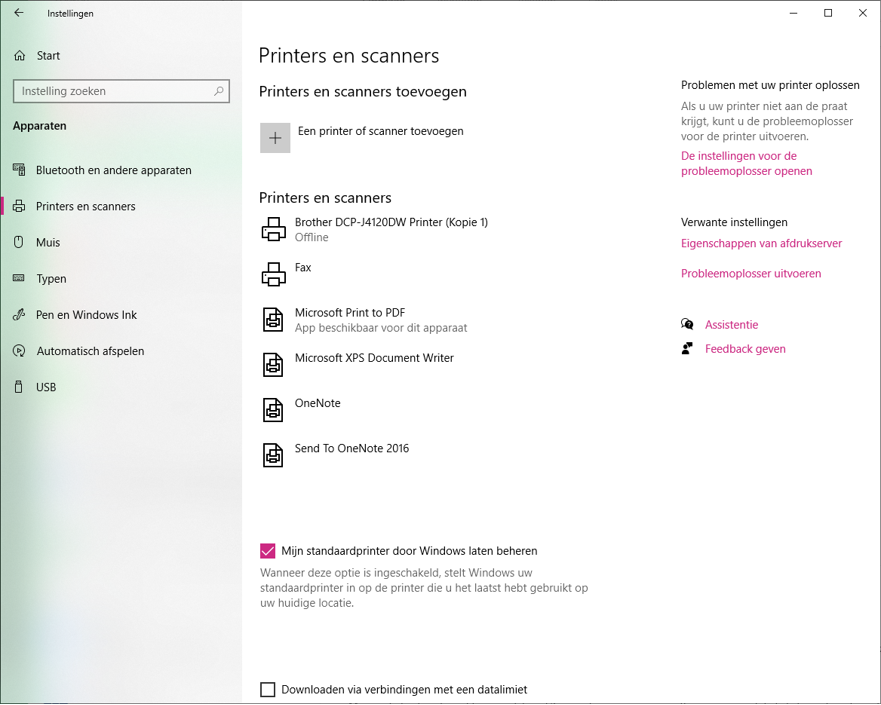 Instellingen
Start
Instelling zoeken
Apparaten
Bluetooth en andere apparaten
Printers en scanners
Muis
Typen
Pen en Windows Ink
Automatisch afspelen
USB
Printers en scanners
Printers en scanners toevoegen
Een printer of scanner toevoegen
Printers en scanners
Brother DCP-J4120DW Printer (Kopie 1)
Offline
Fax
Microsoft Print to PDF
App beschikbaar voor dit apparaat
Microsoft XPS Document Writer
OneNote
Send To OneNote 2016
Mijn standaardprinter door Windows laten beheren
Wanneer deze optie is ingeschakeld, stelt Windows uw
standaardprinter in op de printer die u het laatst hebt gebruikt op
uw huidige locatie.
Downloaden via verbindingen met een datalimiet
Problemen met uw printer oplossen
Als u uw printer niet aan de praat
krijgt, kunt u de probleemoplosser
voor de printer uitvoeren.
De instellingen voor de
probleemoplosser openen
Verwante instellingen
Eigenschappen van afdrukserver
Probleemoplosser uitvoeren
Assistentie
Feedback geven